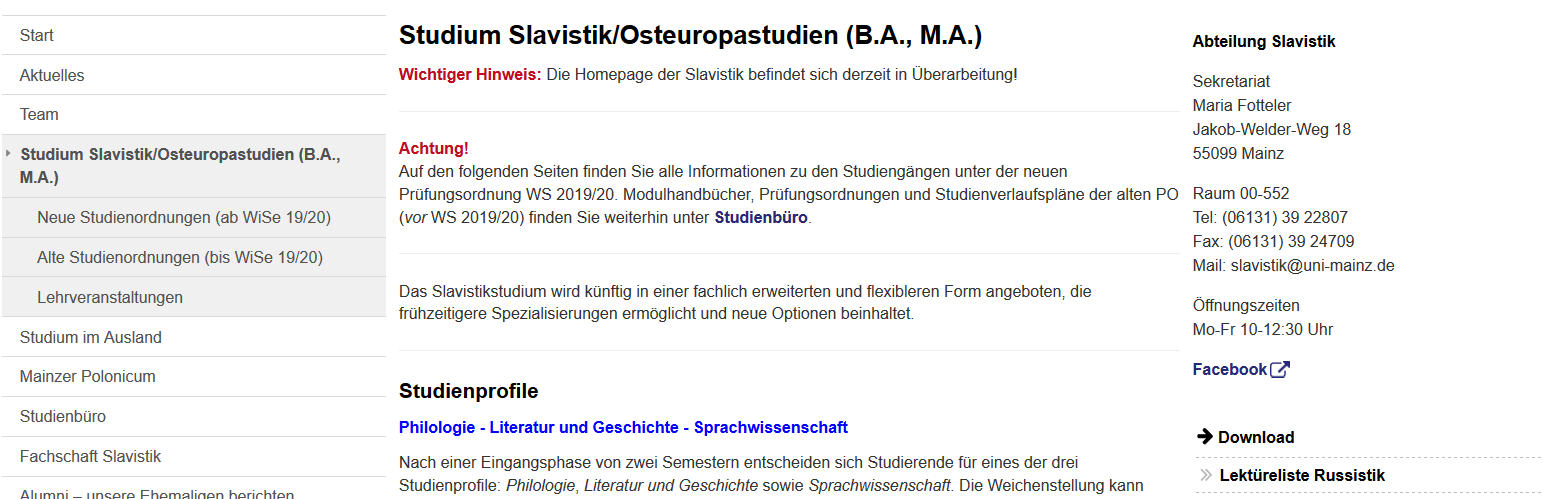 Start
Aktuelles
Team
Studium Slavistik/Osteuropastudien (B.A.,
M.A.)
Neue Studienordnungen (ab WiSe 19/20)
Alte Studienordnungen (bis WiSe 19/20)
Lehrveranstaltungen
Studium im Ausland
Mainzer Polonicum
Studienbüro
Fachschaft Slavistik
Alumni – unsere Ehemaligen berichten
Studium Slavistik/Osteuropastudien (B.A., M.A.)
Wichtiger Hinweis: Die Homepage der Slavistik befindet sich derzeit in Überarbeitung!
Achtung!
Auf den folgenden Seiten finden Sie alle Informationen zu den Studiengängen unter der neuen
Prüfungsordnung WS 2019/20. Modulhandbücher, Prüfungsordnungen und Studienverlaufspläne der alten PO
(vor WS 2019/20) finden Sie weiterhin unter Studienbüro.
Das Slavistikstudium wird künftig in einer fachlich erweiterten und flexibleren Form angeboten, die
frühzeitigere Spezialisierungen ermöglicht und neue Optionen beinhaltet.
Studienprofile
Philologie - Literatur und Geschichte - Sprachwissenschaft
Nach einer Eingangsphase von zwei Semestern entscheiden sich Studierende für eines der drei
Studienprofile: Philologie, Literatur und Geschichte sowie Sprachwissenschaft. Die Weichenstellung kann
Abteilung Slavistik
Sekretariat
Maria Fotteler
Jakob-Welder-Weg 18
55099 Mainz
Raum 00-552
Tel: (06131) 39 22807
Fax: (06131) 39 24709
Mail: slavistik@uni-mainz.de
Öffnungszeiten
Mo-Fr 10-12:30 Uhr
Facebook
Download
Lektüreliste Russistik